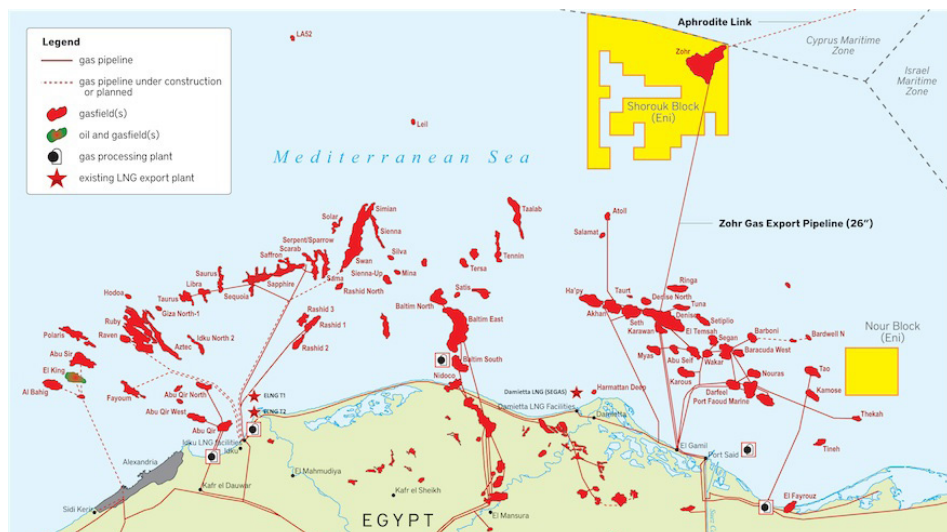 Legend
gas pipeline
gas pipeline under construction
or planned
gasfield(s)
oil and gasfield(s)
gas processing plant
existing LNG export plant
LA52
Leil
Mediterranean Sea
Aphrodite Link
Cyprus Maritime
Zone
Israel
Maritime
Zone
Zohr
Shorouk Block
(Eni)
Zohr Gas Export Pipeline (26")
Nour Block
(Eni)
Simian
Solar
Sienna
Serpent/Sparrow
Scarab
Saffron
Swan
Silva
Saurus
Libra
Taurus
Sequoia
Sapphire
Sienna-Up
Mina
Rashid North
Hodoa
Giza North-1
Ruby
Raven
Polaris
Abu Sir
El King
Al Bahig
Fayoum
Aztec
Idku North 2
Rashid 3
Rashid 1
Rashid 2
Abu Qir North
Abu Qir West
Abu Qir
Taalab
Tennin
Tersa
Satis
Baltim North
Baltim East
Baltim South
Nidoco
Atoll
Salamat
Ha'py
Akhan
Taurt
Seth
Karawan
Ringa
Denise North
Tuna
Denise
Setiplio
El Temsah
Segan
Barboni
Bardwell N
Baracuda West
Wakar
Myas
Abu Seif
Karous
Nouras
Darfeel
Port Faoud Marine
Tao
Kamose
Thekah
Tineh
El Fayrouz
Harmattan Deep
Damietta LNG (SEGAS)
Damietta LNG Facilities
Damietta
ELNG T1
ELNG T2
Idku LNG facilities
Idku
Alexandria
Sidi Kerir
Kafr el Dauwar
El Mahmudiya
Kafr el Sheikh
El Mansura
El Gamil
Port Said
EGYPT